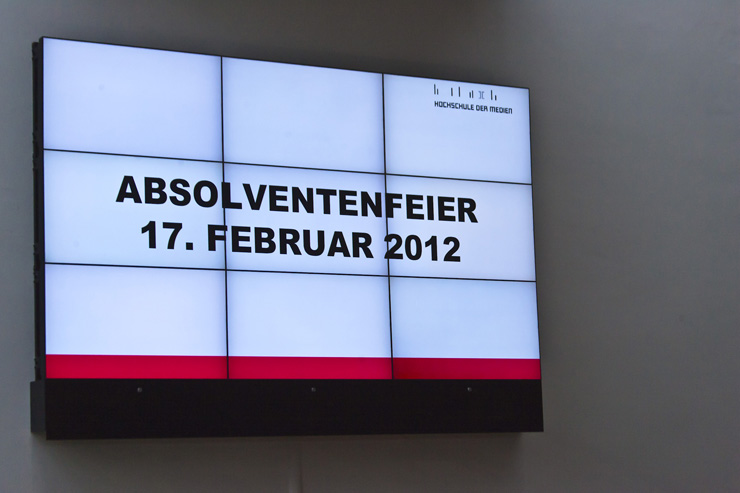 HOCHSCHULE DER MEDIEN
ABSOLVENTENFEIER
17. FEBRUAR 2012